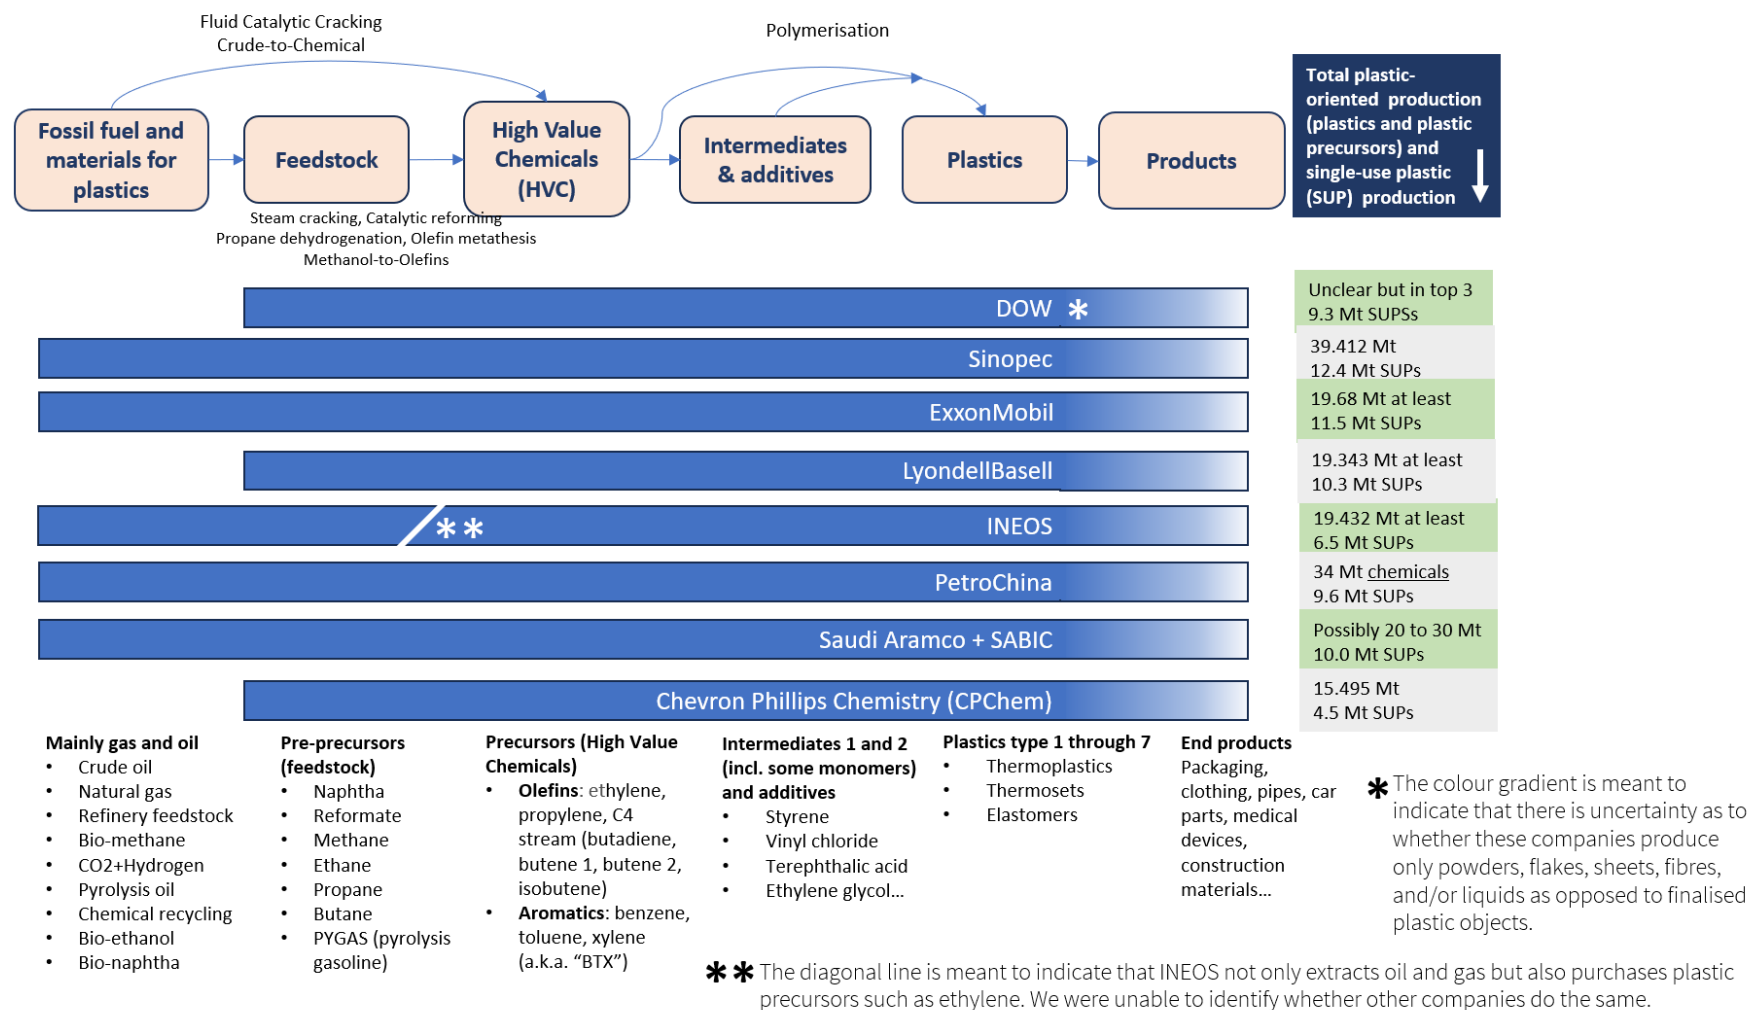 Fluid Catalytic Cracking
Crude-to-Chemical
Polymerisation
Fossil fuel and
materials for
plastics
Feedstock
High Value
Chemicals
(HVC)
Intermediates
& additives
Plastics
Products
Total plastic-
oriented production
(plastics and plastic
precursors) and
single-use plastic
(SUP) production
Steam cracking, Catalytic reforming
Propane dehydrogenation, Olefin metathesis
Methanol-to-Olefins
DOW *
Unclear but in top 3
9.3 Mt SUPSs
Sinopec
39.412 Mt
12.4 Mt SUPs
ExxonMobil
19.68 Mt at least
11.5 Mt SUPs
LyondellBasell
19.343 Mt at least
10.3 Mt SUPs
** INEOS
19.432 Mt at least
6.5 Mt SUPs
PetroChina
34 Mt chemicals
9.6 Mt SUPs
Saudi Aramco + SABIC
Possibly 20 to 30 Mt
10.0 Mt SUPs
Chevron Phillips Chemistry (CPChem)
15.495 Mt
4.5 Mt SUPs
Mainly gas and oil
• Crude oil
• Natural gas
• Refinery feedstock
• Bio-methane
• CO2+Hydrogen
• Pyrolysis oil
• Chemical recycling
• Bio-ethanol
• Bio-naphtha
Pre-precursors
(feedstock)
• Naphtha
• Reformate
• Methane
• Ethane
• Propane
• Butane
• PYGAS (pyrolysis
gasoline)
Precursors (High Value
Chemicals)
• Olefins: ethylene,
propylene, C4
stream (butadiene,
butene 1, butene 2,
isobutene)
• Aromatics: benzene,
toluene, xylene
(a.k.a. “BTX”)
Intermediates 1 and 2
(incl. some monomers)
and additives
• Styrene
• Vinyl chloride
• Terephthalic acid
• Ethylene glycol...
Plastics type 1 through 7
• Thermoplastics
• Thermosets
• Elastomers
End products
Packaging,
clothing, pipes, car
parts, medical
devices,
construction
materials...
* The colour gradient is meant to
indicate that there is uncertainty as to
whether these companies produce
only powders, flakes, sheets, fibres,
and/or liquids as opposed to finalised
plastic objects.
** The diagonal line is meant to indicate that INEOS not only extracts oil and gas but also purchases plastic
precursors such as ethylene. We were unable to identify whether other companies do the same.